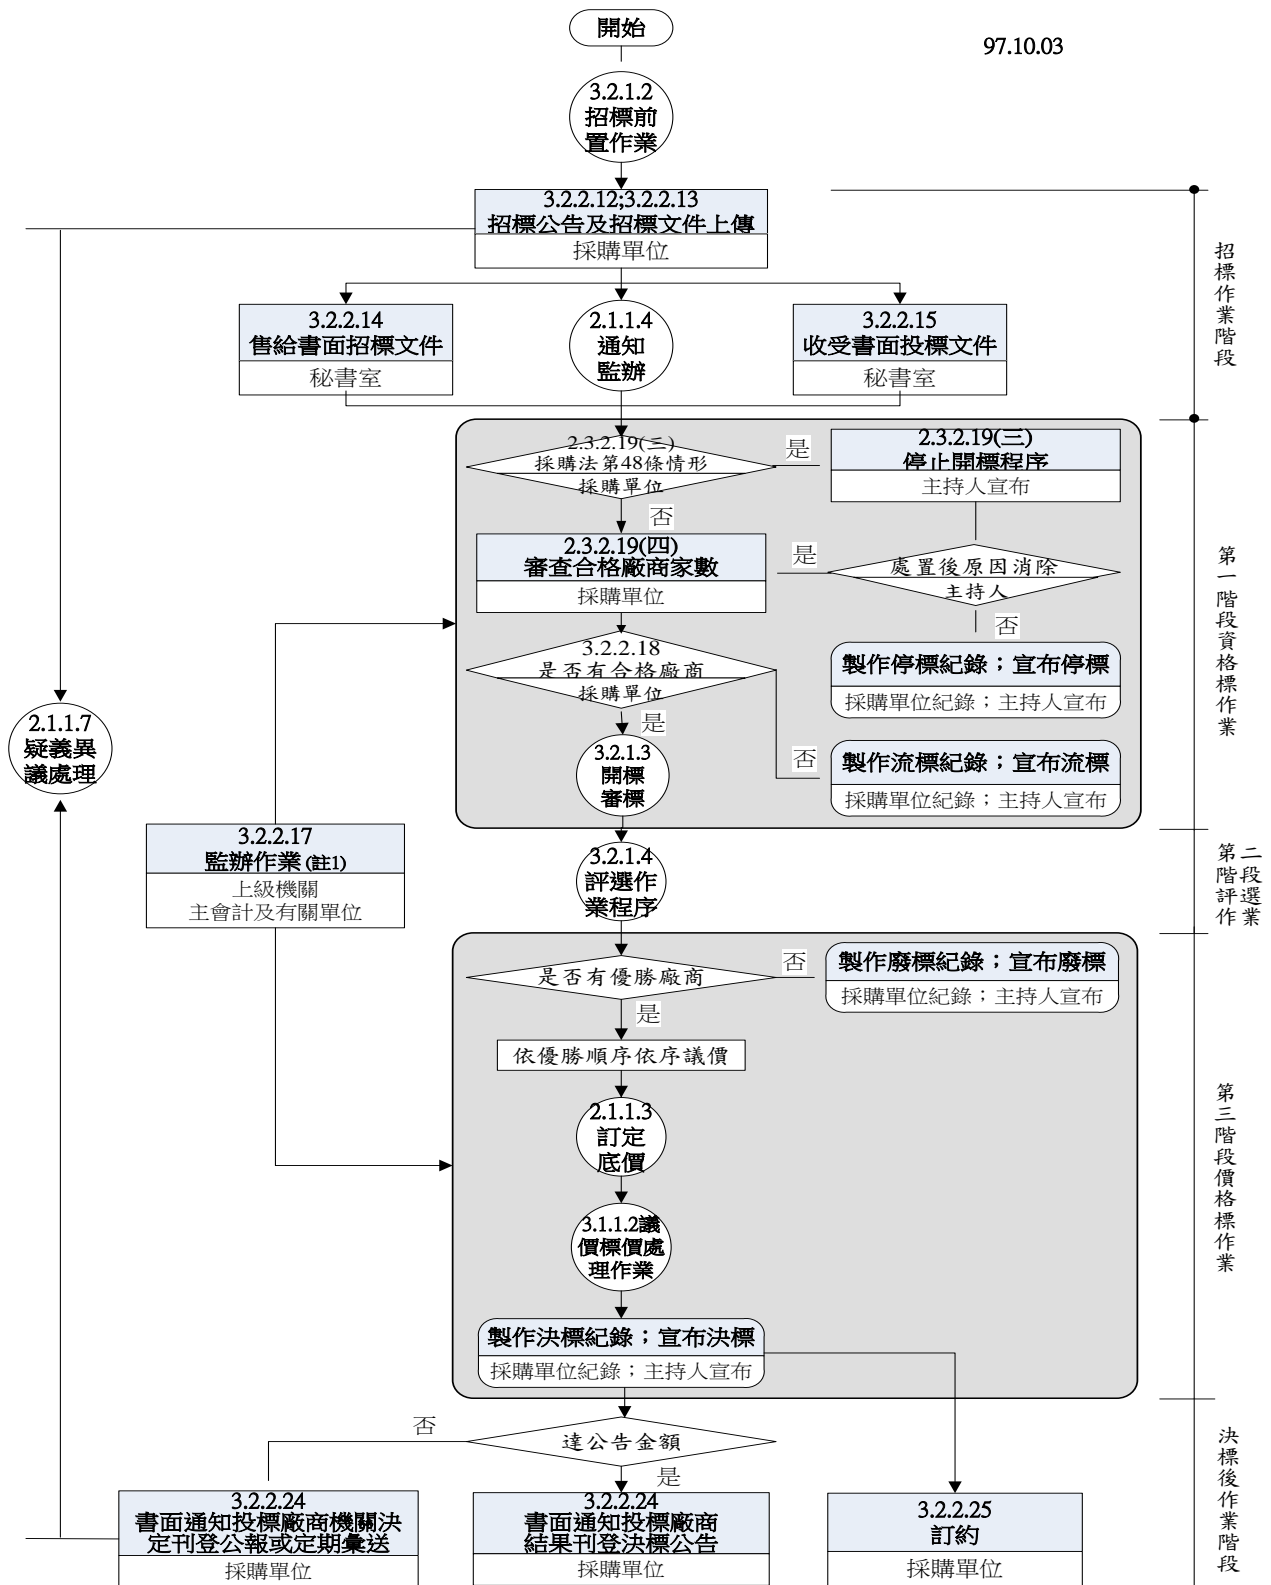 開始
97.10.03
3.2.1.2
招標前
置作業
3.2.2.12;3.2.2.13
招標公告及招標文件上傳
採購單位
招標作業階段
3.2.2.14
售給書面招標文件
秘書室
2.1.1.4
通知
監辦
3.2.2.15
收受書面投標文件
秘書室
2.3.2.19(三)
採購法第48條情形
採購單位
是
2.3.2.19(三)
停止開標程序
主持人宣布
否
2.3.2.19(四)
審查合格廠商家數
採購單位
是
處置後原因消除
主持人
否
第一階段資格標作業
3.2.2.18
是否有合格廠商
採購單位
製作停標紀錄；宣布停標
採購單位紀錄；主持人宣布
是
否
3.2.1.3
開標
審標
製作流標紀錄；宣布流標
採購單位紀錄；主持人宣布
2.1.1.7
疑義異
議處理
3.2.2.17
監辦作業(註1)
上級機關
主會計及有關單位
3.2.1.4
評選作
業程序
第二
階段
評選
作業
是否有優勝廠商
否
製作廢標紀錄；宣布廢標
採購單位紀錄；主持人宣布
是
依優勝順序依序議價
2.1.1.3
訂定
底價
第三階段價格標作業
3.1.1.2議
價標價處
理作業
製作決標紀錄；宣布決標
採購單位紀錄；主持人宣布
否
達公告金額
是
決標後作業階段
3.2.2.24
書面通知投標廠商機關決
定刊登公報或定期彙送
採購單位
3.2.2.24
書面通知投標廠商
結果刊登決標公告
採購單位
3.2.2.25
訂約
採購單位